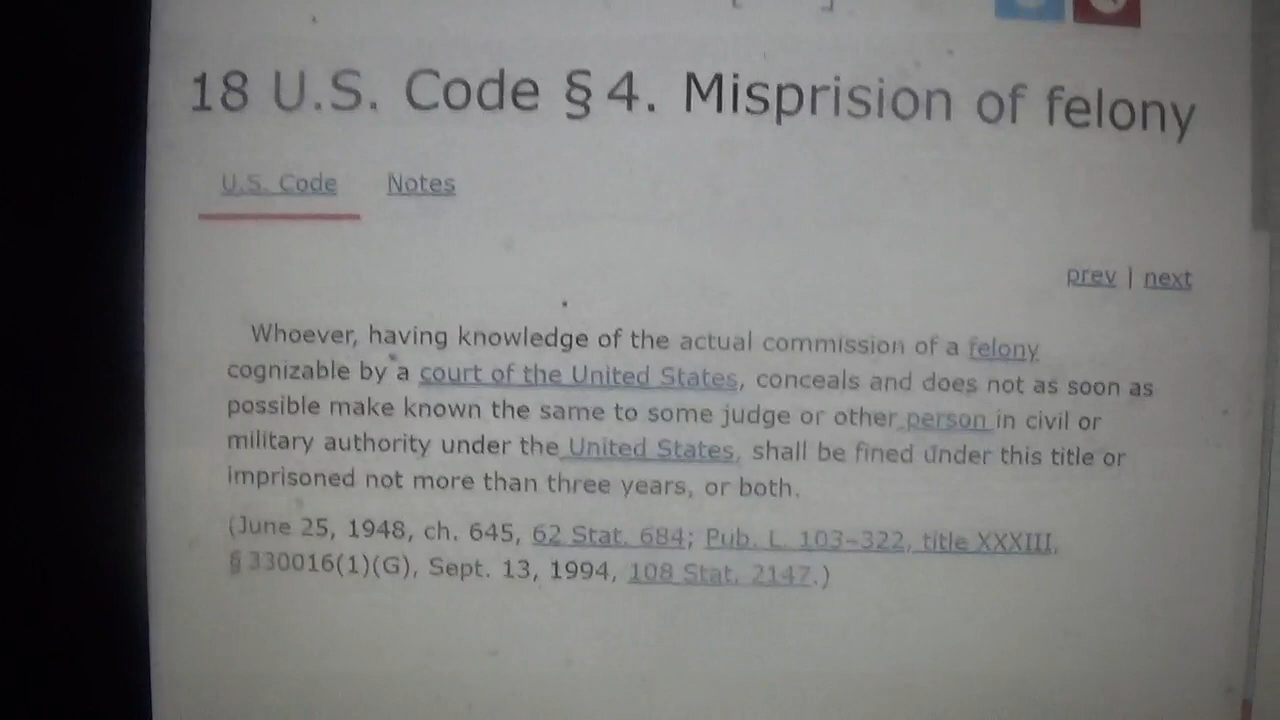 18 U.S. Code § 4. Misprision of felony
U.S. Code Notes
prev | next
Whoever, having knowledge of the actual commission of a felony
cognizable by a court of the United States, conceals and does not as soon as
possible make known the same to some judge or other person in civil or
military authority under the United States, shall be fined under this title or
imprisoned not more than three years, or both.
(June 25, 1948, ch. 645, 62 Stat. 684; Pub. L. 103–322, title XXXIII,
§ 330016(1)(G), Sept. 13, 1994, 108 Stat. 2147.)